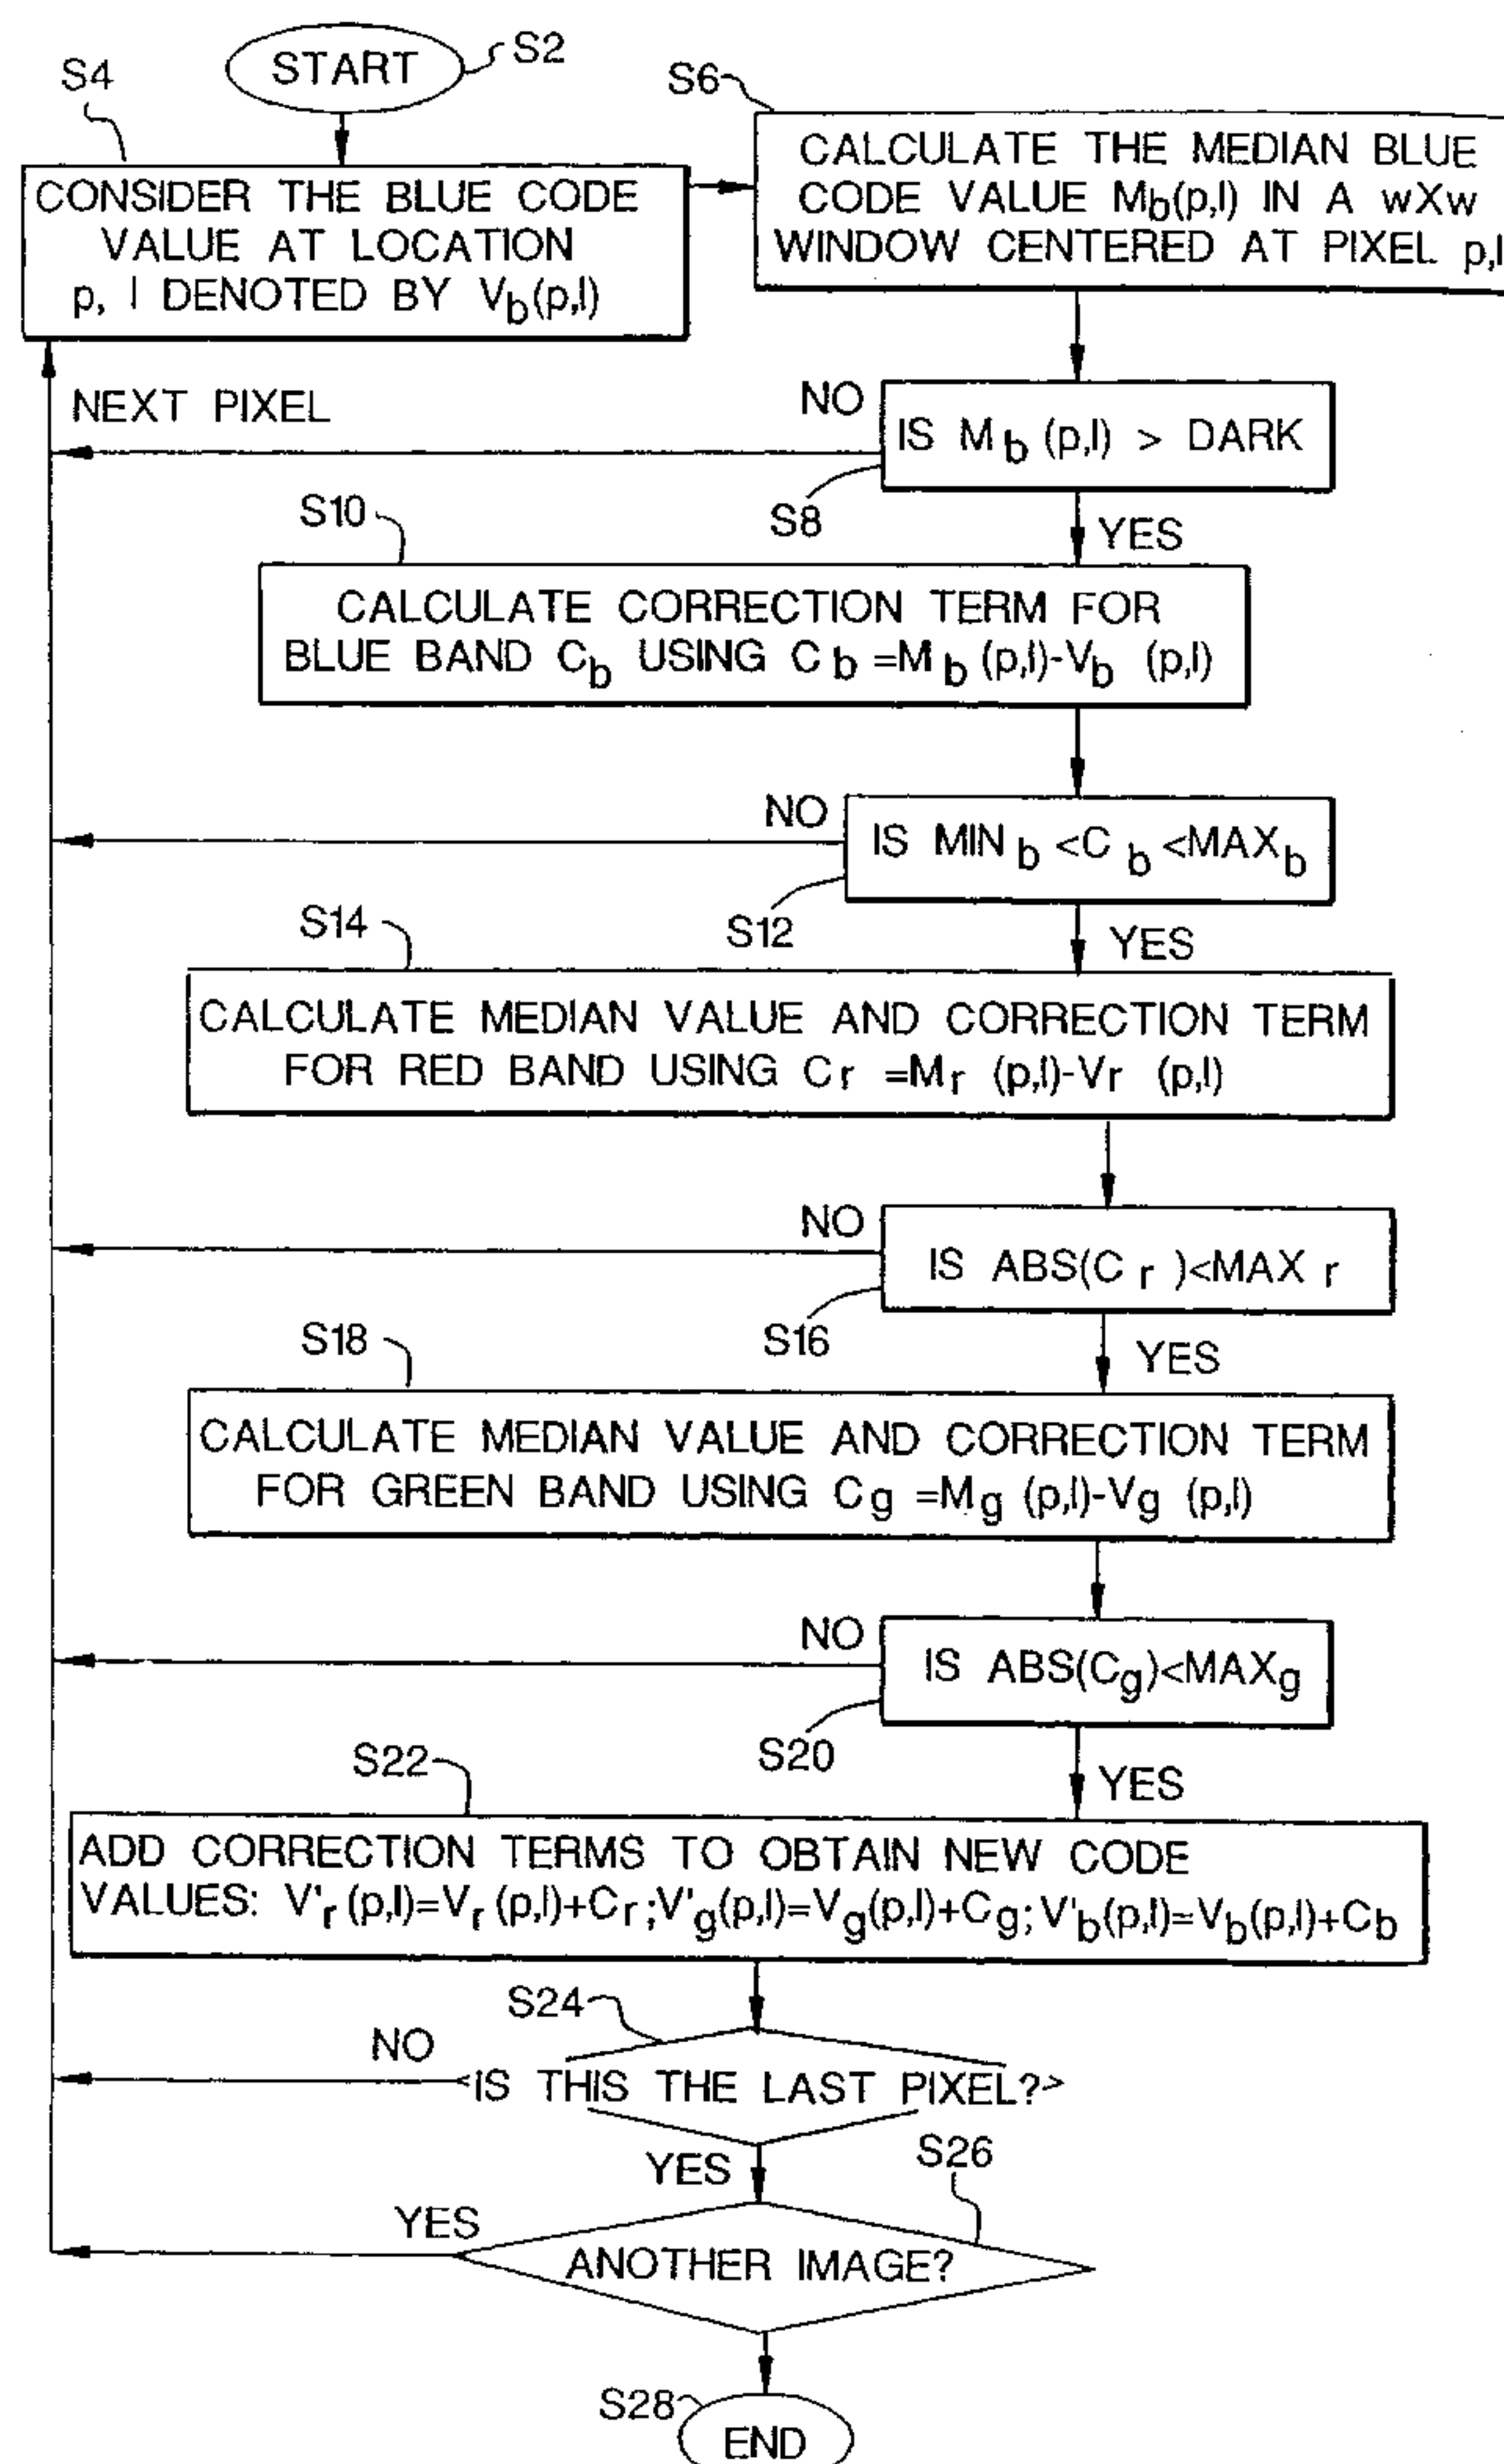 START
S2
S4
CONSIDER THE BLUE CODE
VALUE AT LOCATION
p, l DENOTED BY Vb(p,l)
S6
CALCULATE THE MEDIAN BLUE
CODE VALUE Mb(p,l) IN A wXw
WINDOW CENTERED AT PIXEL p,l
NEXT PIXEL
NO
IS Mb (p,l) > DARK
S8
YES
S10
CALCULATE CORRECTION TERM FOR
BLUE BAND Cb USING Cb =Mb (p,l)-Vb (p,l)
NO
IS MIN b <C b <MAXb
S12
YES
S14
CALCULATE MEDIAN VALUE AND CORRECTION TERM
FOR RED BAND USING Cr =Mr (p,l)-Vr (p,l)
NO
IS ABS(C r )<MAX r
S16
YES
S18
CALCULATE MEDIAN VALUE AND CORRECTION TERM
FOR GREEN BAND USING Cg =Mg (p,l)-Vg (p,l)
NO
IS ABS(Cg)<MAXg
S20
YES
S22
ADD CORRECTION TERMS TO OBTAIN NEW CODE
VALUES: V'r (p,l)=Vr (p,l)+Cr ;V'g(p,l)=Vg(p,l)+Cg; V'b(p,l)=Vb(p,l)+Cb
S24
NO
<IS THIS THE LAST PIXEL?>
YES
S26
YES
ANOTHER IMAGE?
S28
END